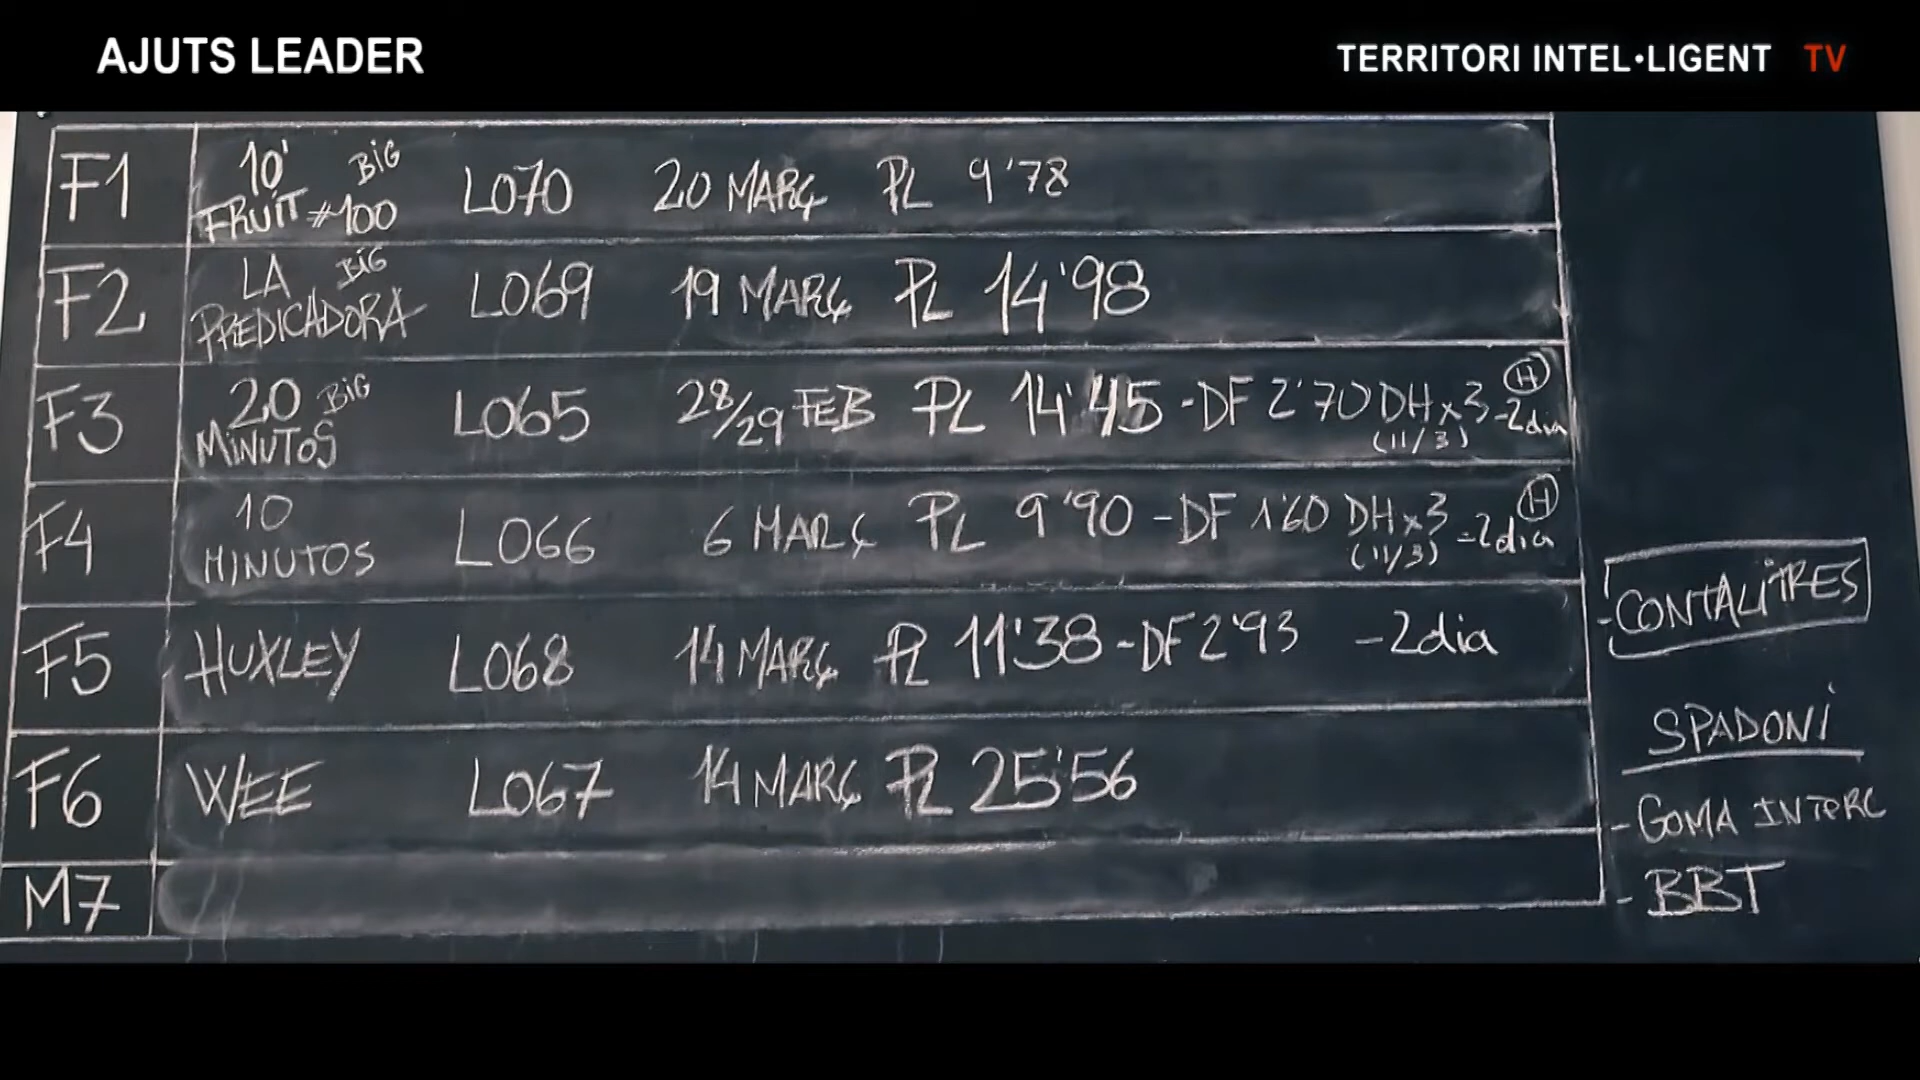 AJUTS LEADER
TERRITORI INTEL·LIGENT TV
F1 10' BIG FRUIT #100 L070 20 MARÇ PL 9'78
F2 LA BIG PREDICADORA L069 19 MARÇ PL 14'98
F3 20 BIG MINUTOS L065 28/29 FEB PL 14'45 -DF 2'70 DH x3 (11/3) H -2dia
F4 10 MINUTOS L066 6 MARÇ PL 9'90 -DF 1'60 DH x3 (11/3) H -2dia
F5 HUXLEY L068 14 MARÇ PL 11'38 -DF 2'93 -2dia
F6 WEE L067 14 MARÇ PL 25'56
M7
-CONTALITRES
SPADONI
-GOMA INTERC
-BBT